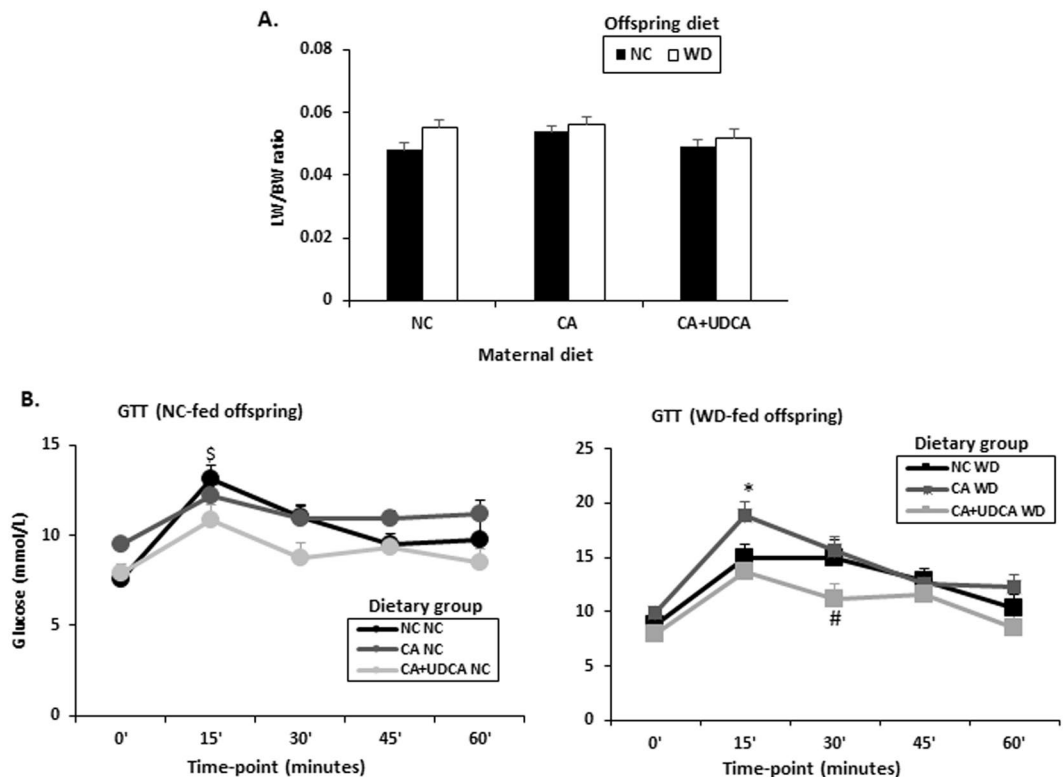 A.
Offspring diet
NC WD
0.08
0.06
0.04
0.02
0
LW/BW ratio
NC CA CA+UDCA
Maternal diet
B.
GTT (NC-fed offspring)
15
10
5
0
Glucose (mmol/L)
$
Dietary group
NC NC
CA NC
CA+UDCA NC
0' 15' 30' 45' 60'
Time-point (minutes)
GTT (WD-fed offspring)
25
20
15
10
5
0
*
#
Dietary group
NC WD
CA WD
CA+UDCA WD
0' 15' 30' 45' 60'
Time-point (minutes)